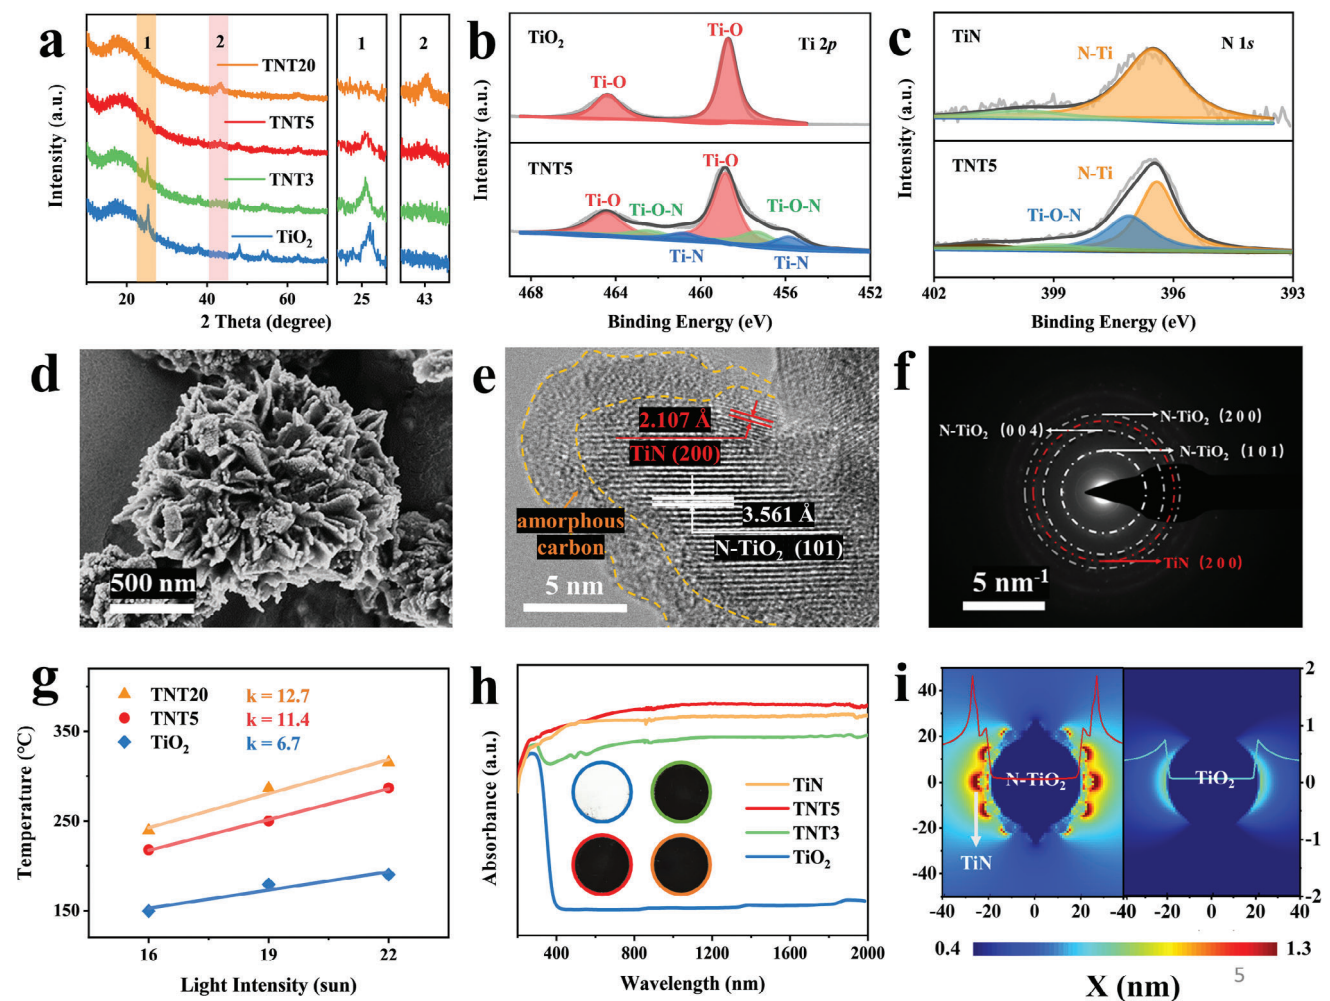 a
1
2
1
2
TNT20
TNT5
TNT3
TiO2
Intensity (a.u.)
20
40
60
25
43
2 Theta (degree)
b
TiO2
Ti-O
Ti 2p
Ti-O
Intensity (a.u.)
TNT5
Ti-O
Ti-O
Ti-O-N
Ti-O-N
Ti-N
Ti-N
468
464
460
456
452
Binding Energy (eV)
c
TiN
N 1s
N-Ti
Intensity (a.u.)
TNT5
N-Ti
Ti-O-N
402
399
396
393
Binding Energy (eV)
d
500 nm
e
2.107 Å
TiN (200)
3.561 Å
amorphous
carbon
N-TiO2 (101)
5 nm
f
N-TiO2 (2 0 0)
N-TiO2 (0 0 4)
N-TiO2 (1 0 1)
TiN (2 0 0)
5 nm-1
g
TNT20 k = 12.7
TNT5 k = 11.4
TiO2 k = 6.7
Temperature (°C)
350
250
150
16
19
22
Light Intensity (sun)
h
Absorbance (a.u.)
TiN
TNT5
TNT3
TiO2
400
800
1200
1600
2000
Wavelength (nm)
i
40
20
0
-20
-40
N-TiO2
TiN
TiO2
2
1
0
-1
-2
-40
-20
0
20
40
-20
0
20
40
0.4
1.3
X (nm)
5